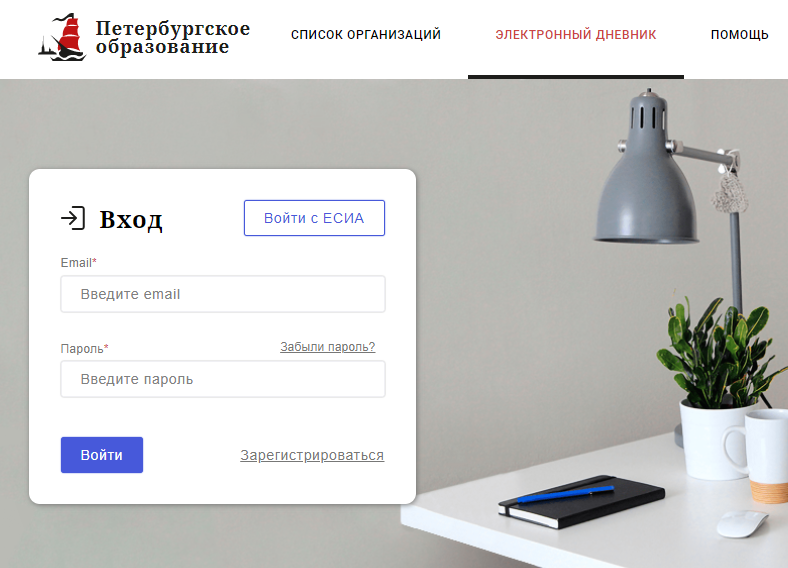 Петербургское
образование
СПИСОК ОРГАНИЗАЦИЙ
ЭЛЕКТРОННЫЙ ДНЕВНИК
ПОМОЩЬ
Вход
Войти с ЕСИА
Email*
Введите email
Пароль*
Забыли пароль?
Введите пароль
Войти
Зарегистрироваться